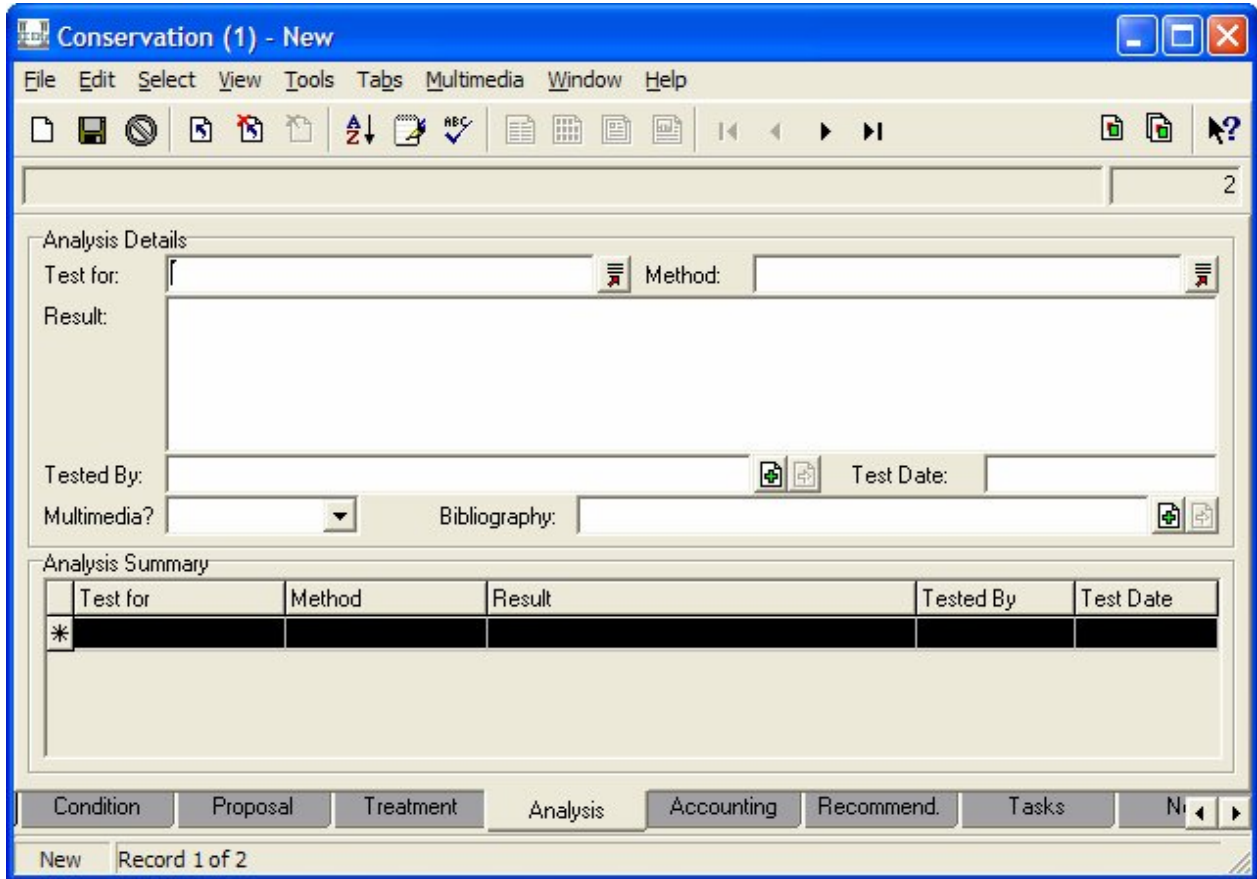 Conservation (1) - New
File Edit Select View Tools Tabs Multimedia Window Help
2
Analysis Details
Test for: Method:
Result:
Tested By: Test Date:
Multimedia? Bibliography:
Analysis Summary
Test for Method Result Tested By Test Date
Condition Proposal Treatment Analysis Accounting Recommend. Tasks
New Record 1 of 2